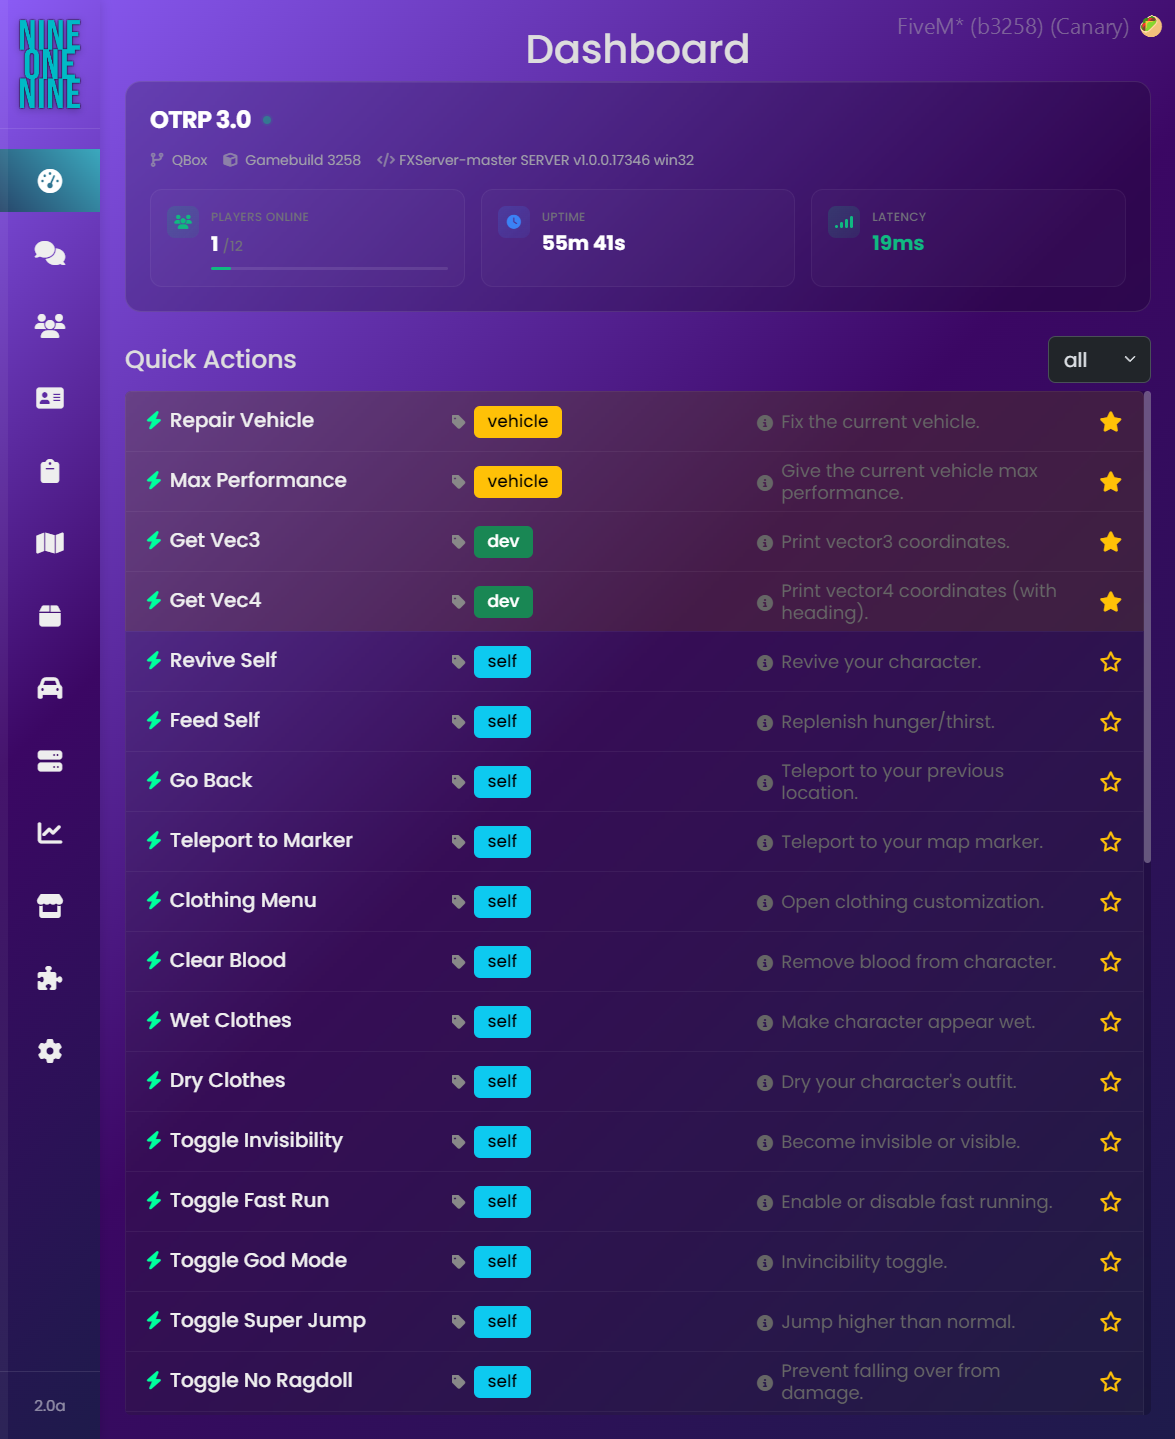 NINE
ONE
NINE
FiveM* (b3258) (Canary)
Dashboard
OTRP 3.0
QBox
Gamebuild 3258
FXServer-master SERVER v1.0.0.17346 win32
PLAYERS ONLINE
1 /12
UPTIME
55m 41s
LATENCY
19ms
Quick Actions
all
Repair Vehicle
vehicle
Fix the current vehicle.
Max Performance
vehicle
Give the current vehicle max
performance.
Get Vec3
dev
Print vector3 coordinates.
Get Vec4
dev
Print vector4 coordinates (with
heading).
Revive Self
self
Revive your character.
Feed Self
self
Replenish hunger/thirst.
Go Back
self
Teleport to your previous
location.
Teleport to Marker
self
Teleport to your map marker.
Clothing Menu
self
Open clothing customization.
Clear Blood
self
Remove blood from character.
Wet Clothes
self
Make character appear wet.
Dry Clothes
self
Dry your character's outfit.
Toggle Invisibility
self
Become invisible or visible.
Toggle Fast Run
self
Enable or disable fast running.
Toggle God Mode
self
Invincibility toggle.
Toggle Super Jump
self
Jump higher than normal.
Toggle No Ragdoll
self
Prevent falling over from
damage.
2.0a